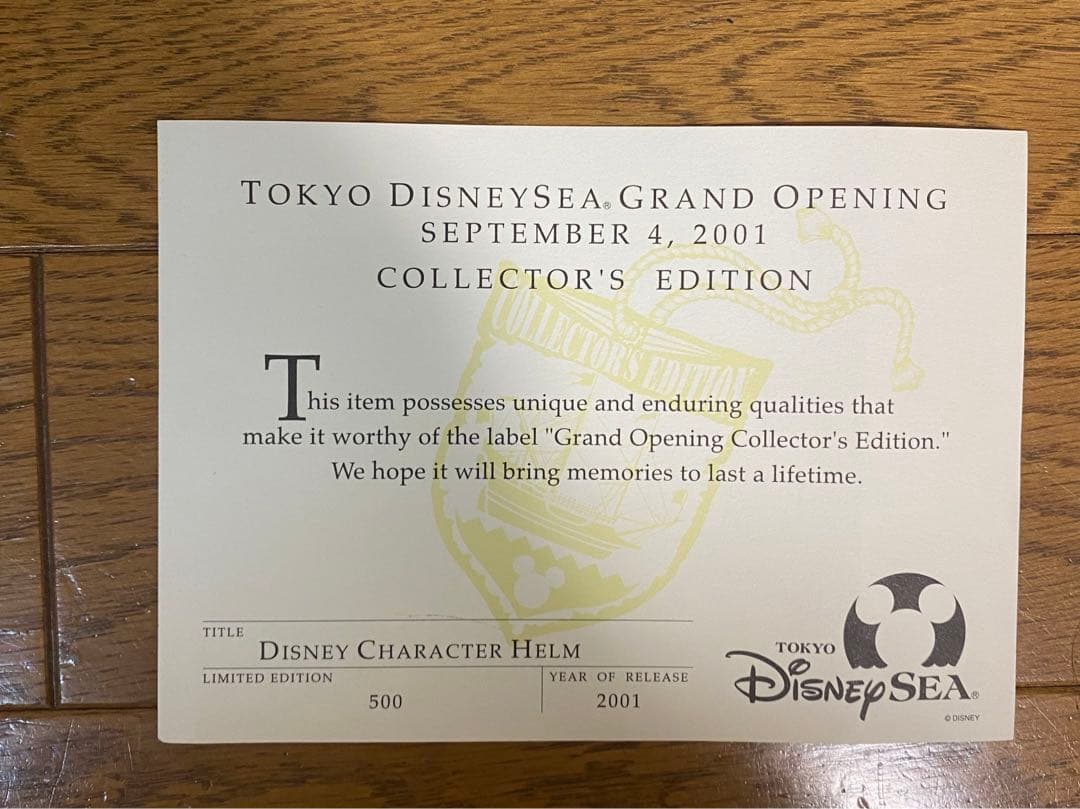 TOKYO DISNEYSEA® GRAND OPENING
SEPTEMBER 4, 2001
COLLECTOR'S EDITION
COLLECTOR'S EDITION
This item possesses unique and enduring qualities that
make it worthy of the label "Grand Opening Collector's Edition."
We hope it will bring memories to last a lifetime.
TITLE
DISNEY CHARACTER HELM
LIMITED EDITION
500
YEAR OF RELEASE
2001
TOKYO
DISNEYSEA®
© DISNEY